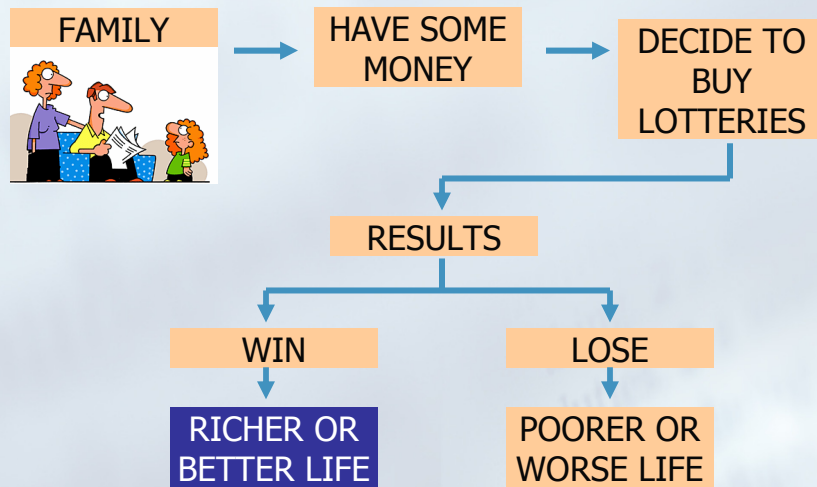 FAMILY
HAVE SOME
MONEY
DECIDE TO
BUY
LOTTERIES
RESULTS
WIN
LOSE
RICHER OR
BETTER LIFE
POORER OR
WORSE LIFE